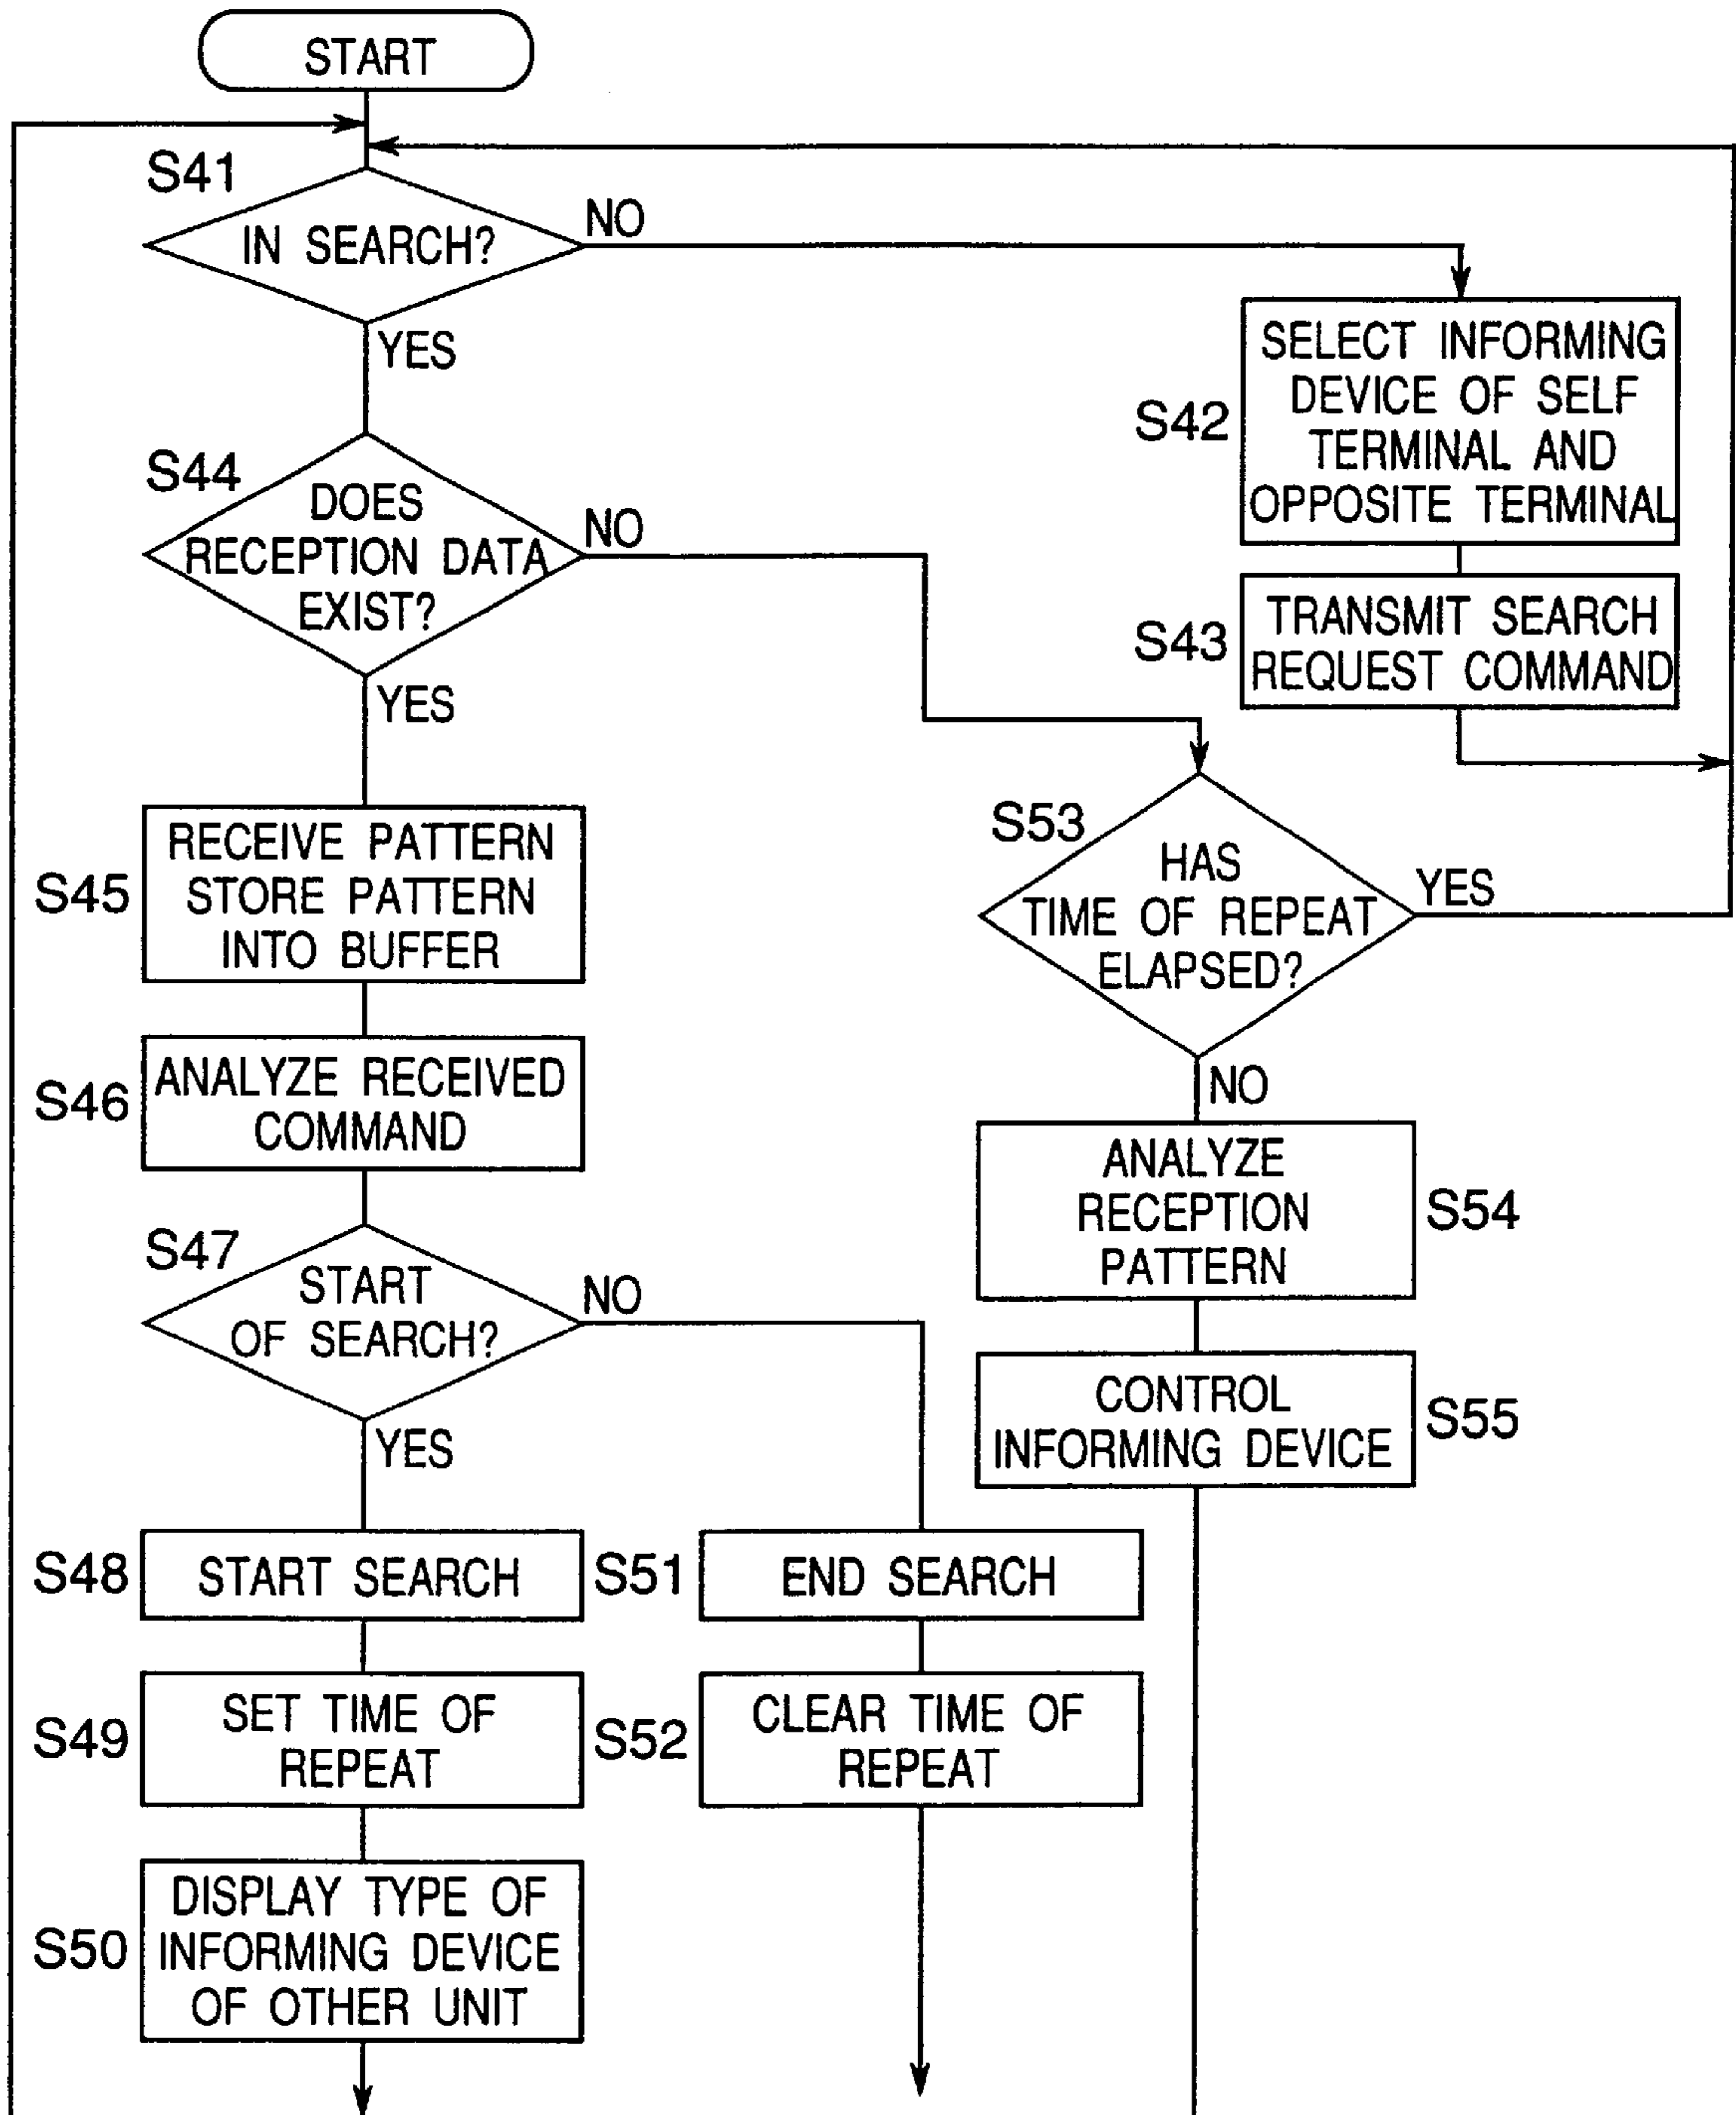 START
S41
IN SEARCH?
NO
YES
SELECT INFORMING
DEVICE OF SELF
TERMINAL AND
OPPOSITE TERMINAL
S42
S43
TRANSMIT SEARCH
REQUEST COMMAND
S44
DOES
RECEPTION DATA
EXIST?
NO
YES
S45
RECEIVE PATTERN
STORE PATTERN
INTO BUFFER
S46
ANALYZE RECEIVED
COMMAND
S47
START
OF SEARCH?
NO
YES
S48
START SEARCH
S49
SET TIME OF
REPEAT
S50
DISPLAY TYPE OF
INFORMING DEVICE
OF OTHER UNIT
S51
END SEARCH
S52
CLEAR TIME OF
REPEAT
S53
HAS
TIME OF REPEAT
ELAPSED?
YES
NO
ANALYZE
RECEPTION
PATTERN
S54
CONTROL
INFORMING DEVICE
S55